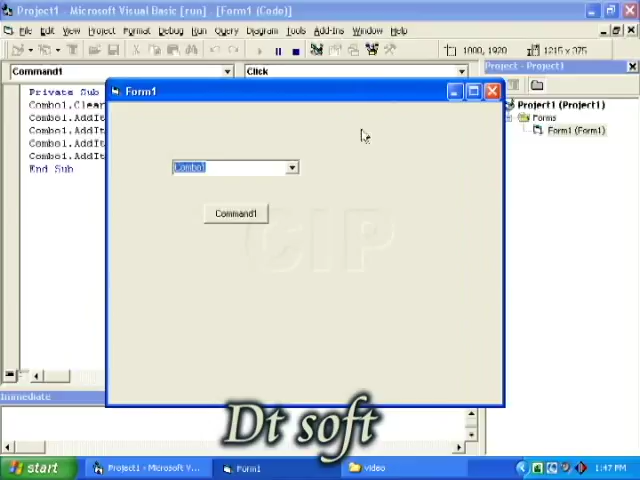 Project1 - Microsoft Visual Basic [run] - [Form1 (Code)]
File Edit View Project Format Debug Run Query Diagram Tools Add-Ins Window Help
1080, 1920 1215 x 375
Command1 Click
Project - Project1
Private Sub
Combo1.Clear
Combo1.AddIt
Combo1.AddIt
Combo1.AddIt
Combo1.AddIt
End Sub
Form1
Combo1
Command1
CIP
Project1 (Project1)
Forms
Form1 (Form1)
Immediate
Dt soft
start Project1 - Microsoft V... Form1 video 1:47 PM